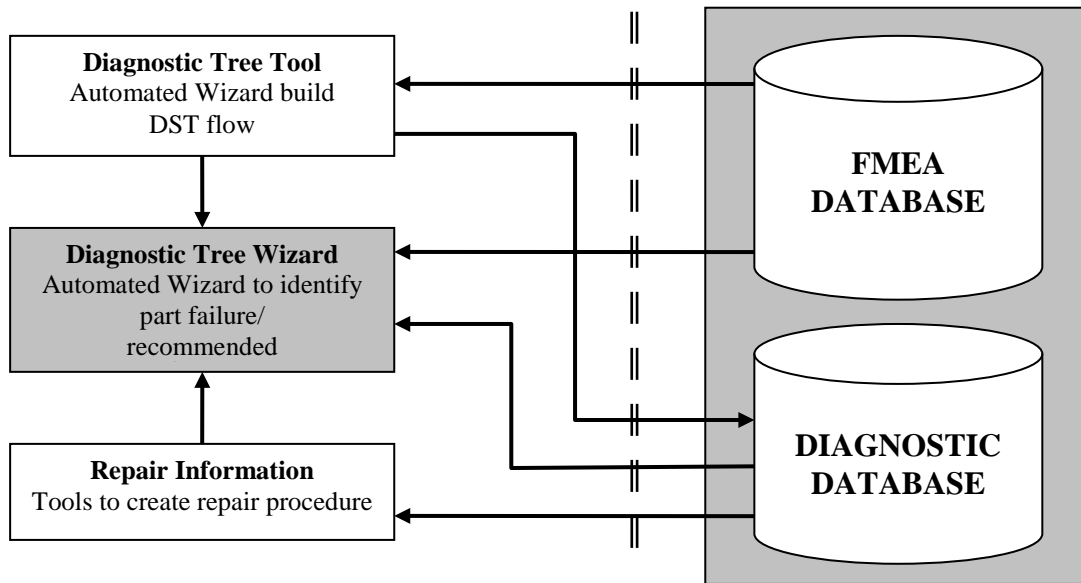 Diagnostic Tree Tool
Automated Wizard build
DST flow
Diagnostic Tree Wizard
Automated Wizard to identify
part failure/
recommended
Repair Information
Tools to create repair procedure
FMEA
DATABASE
DIAGNOSTIC
DATABASE